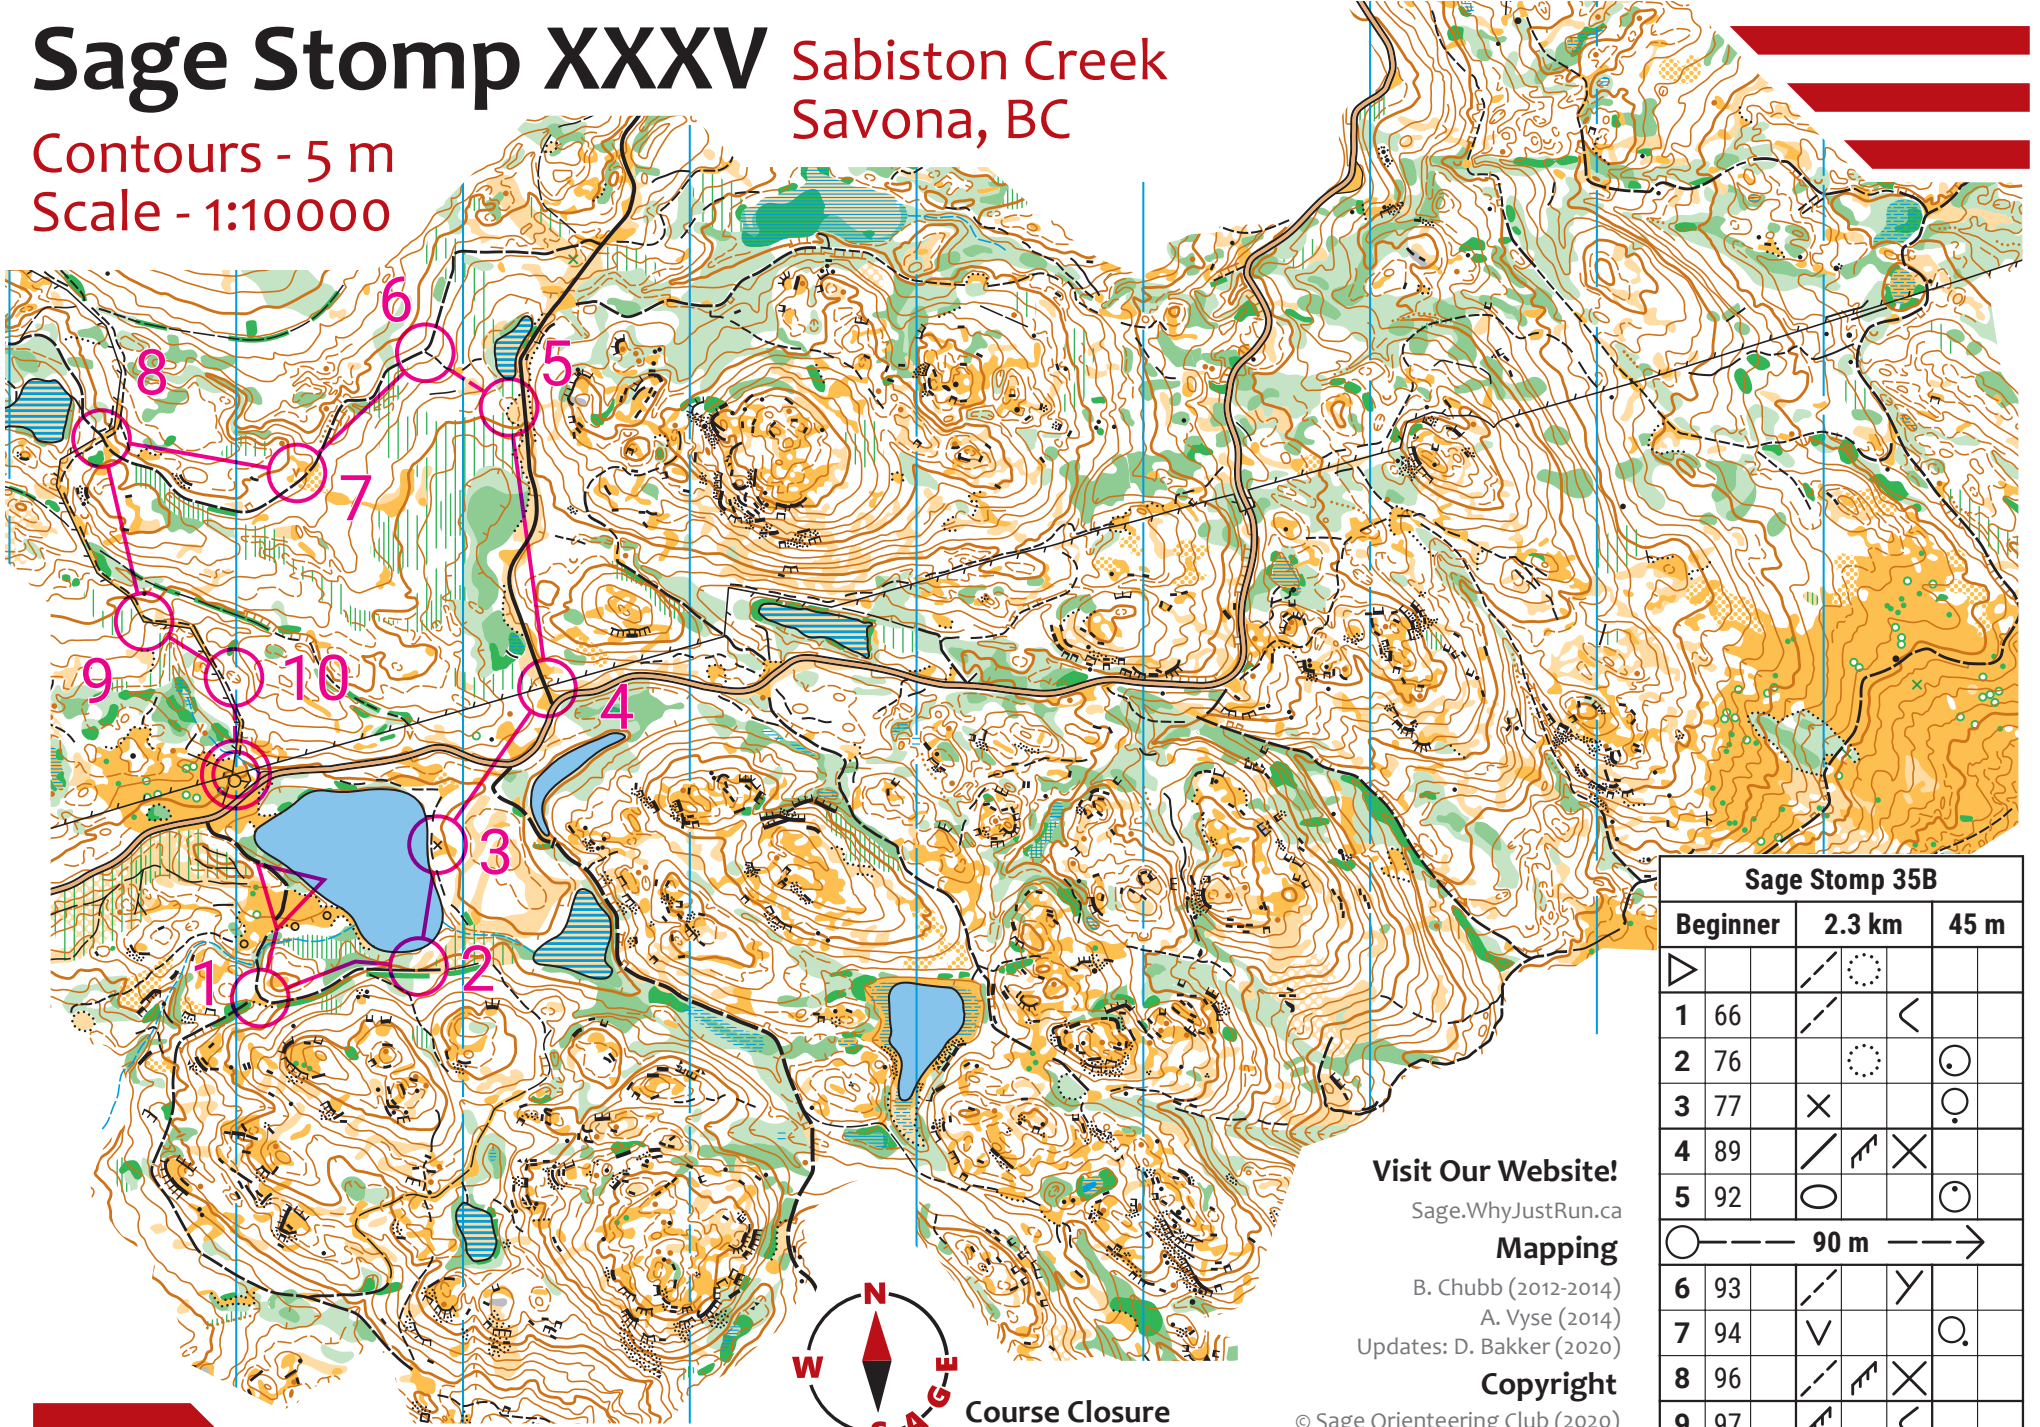 Sage Stomp XXXV
Sabiston Creek
Savona, BC
Contours - 5 m
Scale - 1:10000
6
5
8
7
9
10
4
3
1
2
Sage Stomp 35B
Beginner 2.3 km 45 m
1 66
2 76
3 77
4 89
5 92
90 m
6 93
7 94
8 96
9 97
Visit Our Website!
Sage.WhyJustRun.ca
Mapping
B. Chubb (2012-2014)
A. Vyse (2014)
Updates: D. Bakker (2020)
Copyright
© Sage Orienteering Club (2020)
N
W
E
S A G E
Course Closure